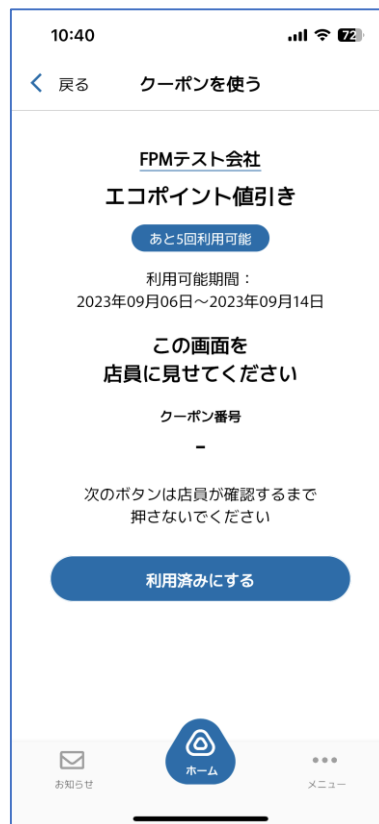 10:40
72
戻る クーポンを使う
FPMテスト会社
エコポイント値引き
あと5回利用可能
利用可能期間：
2023年09月06日～2023年09月14日
この画面を
店員に見せてください
クーポン番号
-
次のボタンは店員が確認するまで
押さないでください
利用済みにする
お知らせ ホーム メニュー